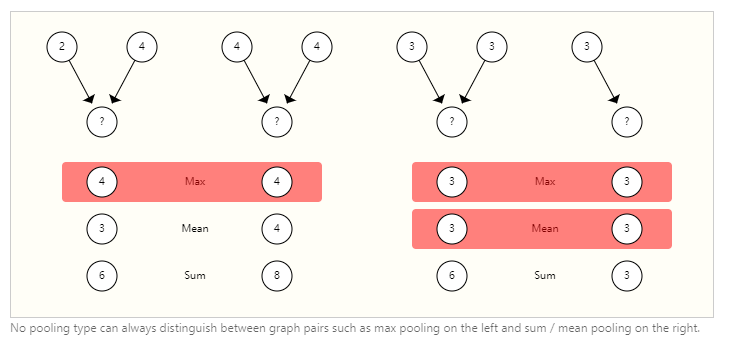 2 4 4 4 3 3 3
? ? ? ?
4 Max 4 3 Max 3
3 Mean 4 3 Mean 3
6 Sum 8 6 Sum 3
No pooling type can always distinguish between graph pairs such as max pooling on the left and sum / mean pooling on the right.